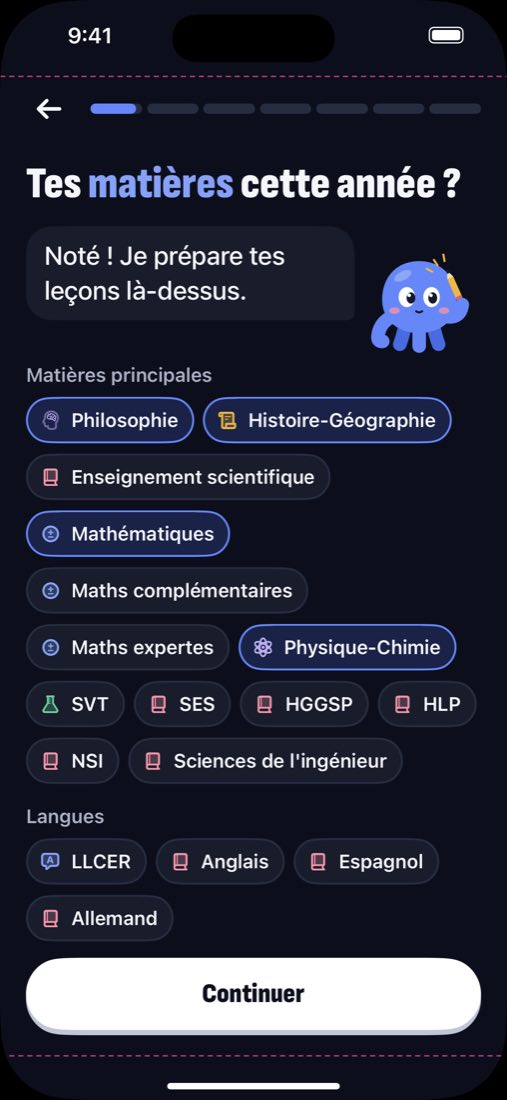 9:41
Tes matières cette année ?
Noté ! Je prépare tes
leçons là-dessus.
Matières principales
Philosophie
Histoire-Géographie
Enseignement scientifique
Mathématiques
Maths complémentaires
Maths expertes
Physique-Chimie
SVT
SES
HGGSP
HLP
NSI
Sciences de l'ingénieur
Langues
LLCER
Anglais
Espagnol
Allemand
Continuer